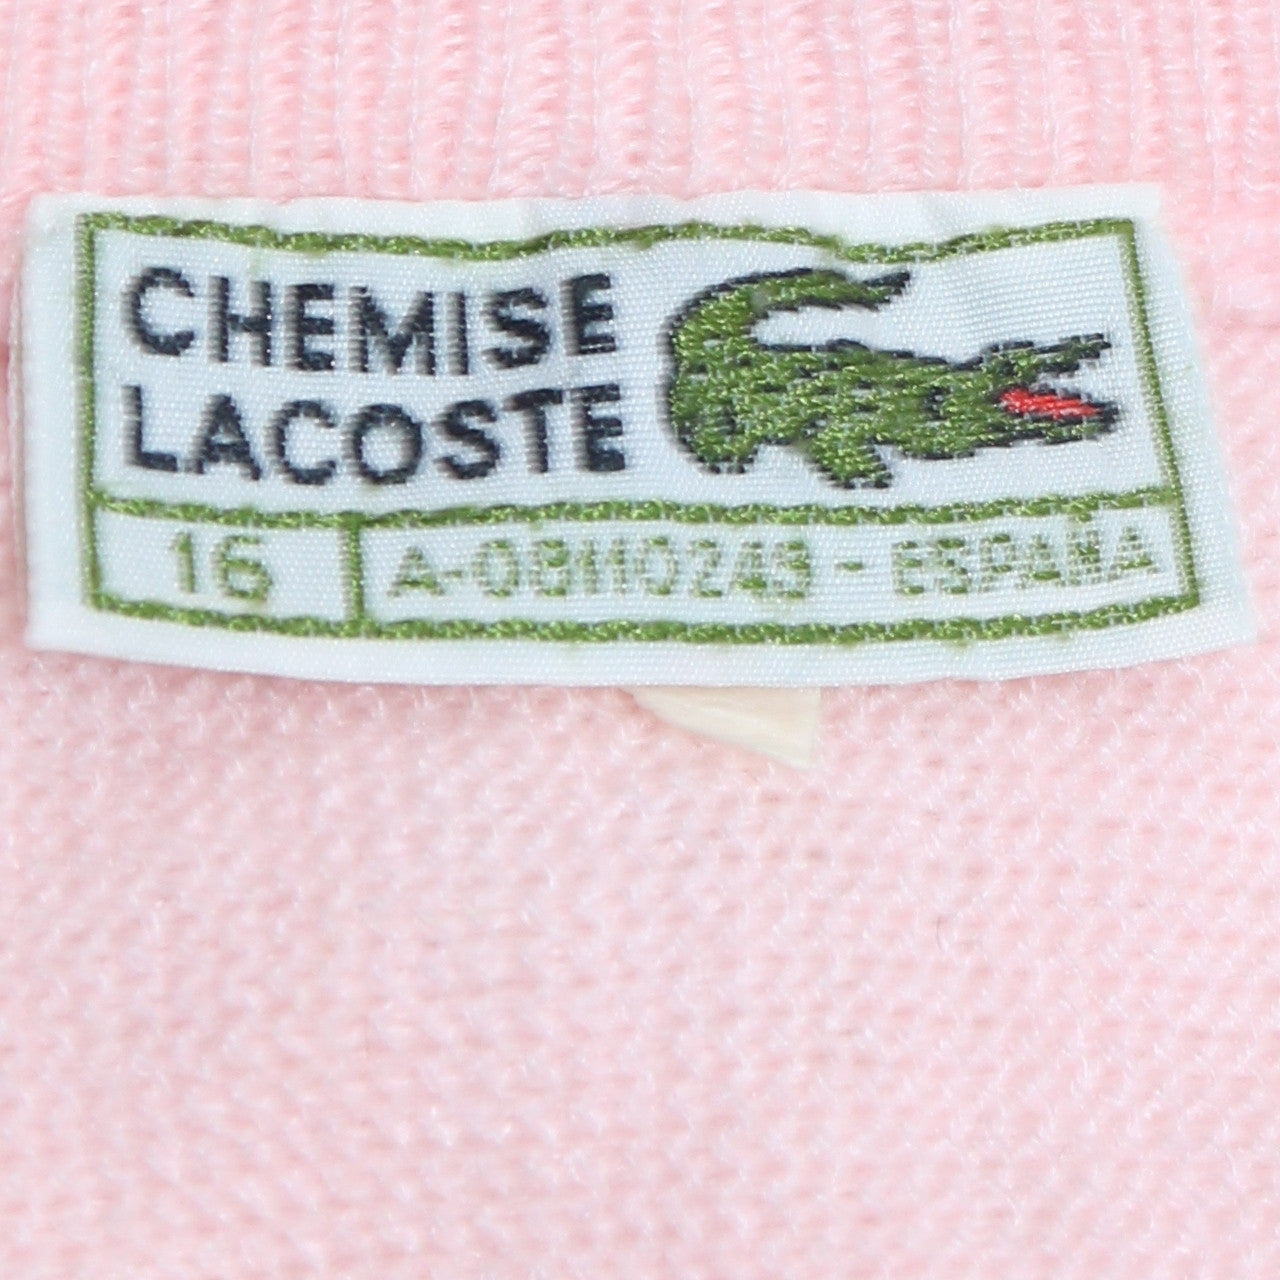 CHEMISE
LACOSTE
16
A-08110243 - ESPAÑA